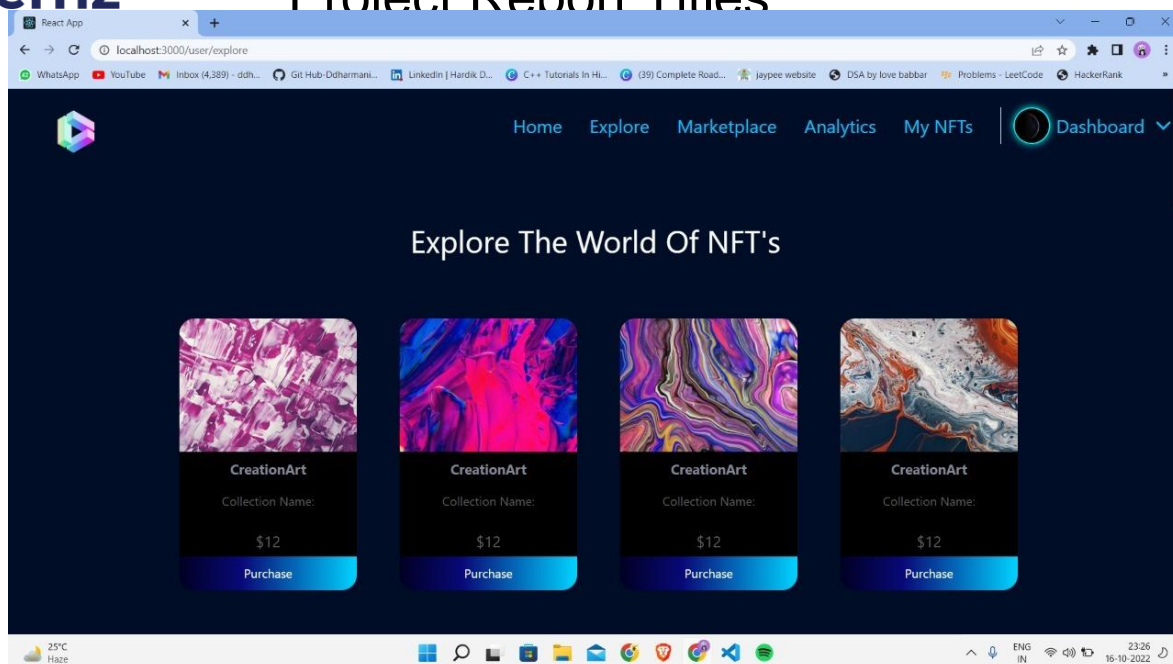 Project Report Titles
React App
localhost:3000/user/explore
WhatsApp YouTube Inbox (4,389) - ddh... Git Hub-Ddharmani... LinkedIn | Hardik D... C++ Tutorials In Hi... (39) Complete Road... jaypee website DSA by love babbar Problems - LeetCode HackerRank »
Home Explore Marketplace Analytics My NFTs Dashboard
Explore The World Of NFT's
CreationArt CreationArt CreationArt CreationArt
Collection Name: Collection Name: Collection Name: Collection Name:
$12 $12 $12 $12
Purchase Purchase Purchase Purchase
25°C
Haze
ENG
IN
23:26
16-10-2022